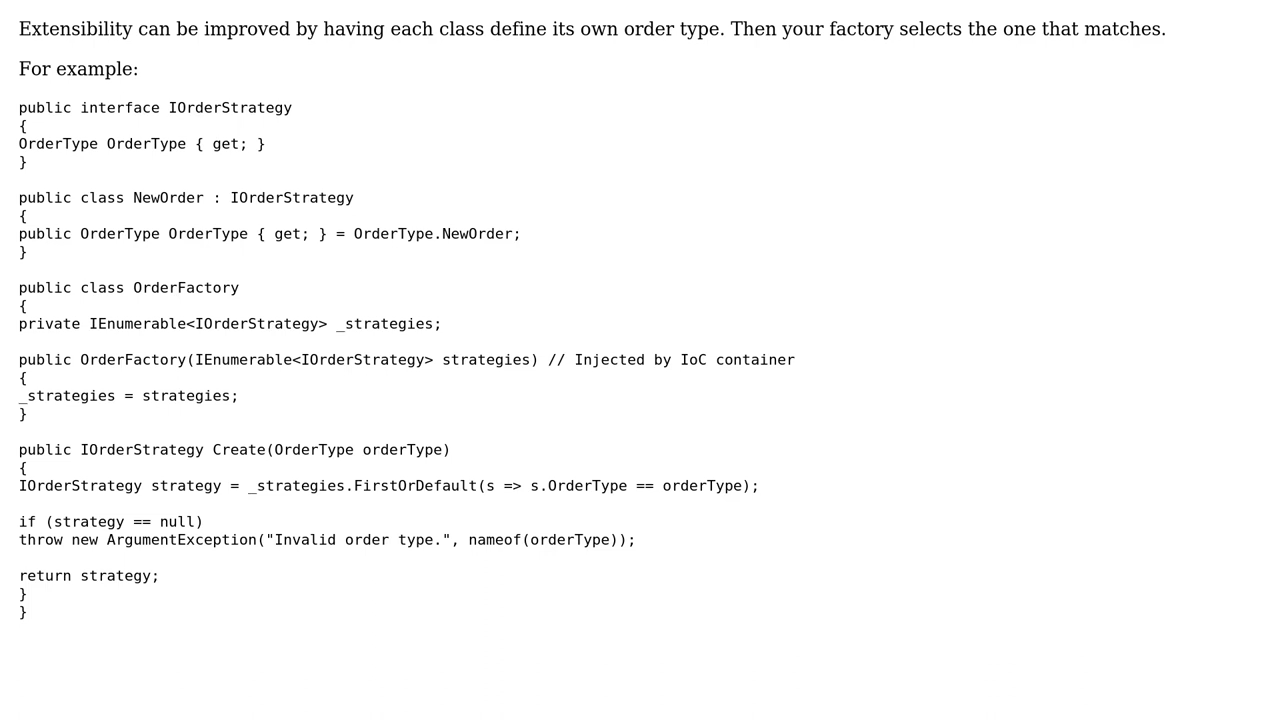 Extensibility can be improved by having each class define its own order type. Then your factory selects the one that matches.
For example:
public interface IOrderStrategy
{
OrderType OrderType { get; }
}
public class NewOrder : IOrderStrategy
{
public OrderType OrderType { get; } = OrderType.NewOrder;
}
public class OrderFactory
{
private IEnumerable<IOrderStrategy> _strategies;
public OrderFactory(IEnumerable<IOrderStrategy> strategies) // Injected by IoC container
{
_strategies = strategies;
}
public IOrderStrategy Create(OrderType orderType)
{
IOrderStrategy strategy = _strategies.FirstOrDefault(s => s.OrderType == orderType);
if (strategy == null)
throw new ArgumentException("Invalid order type.", nameof(orderType));
return strategy;
}
}